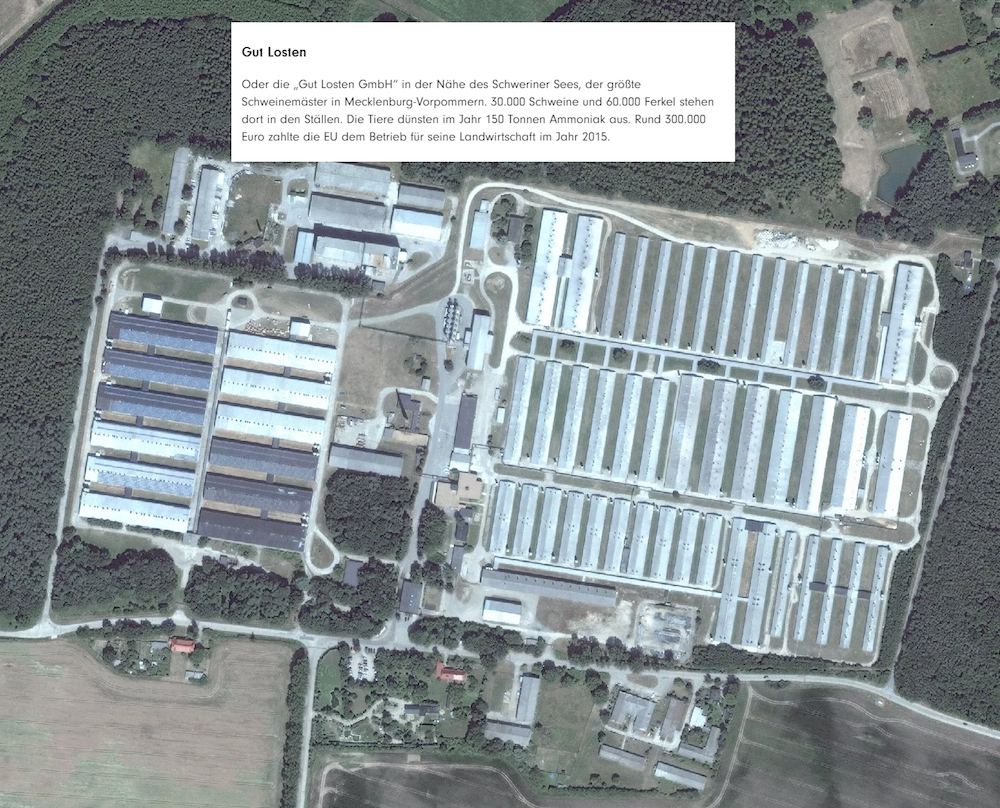 Gut Losten
Oder die „Gut Losten GmbH“ in der Nähe des Schweriner Sees, der größte
Schweinemäster in Mecklenburg-Vorpommern. 30.000 Schweine und 60.000 Ferkel stehen
dort in den Ställen. Die Tiere dünsten im Jahr 150 Tonnen Ammoniak aus. Rund 300.000
Euro zahlte die EU dem Betrieb für seine Landwirtschaft im Jahr 2015.